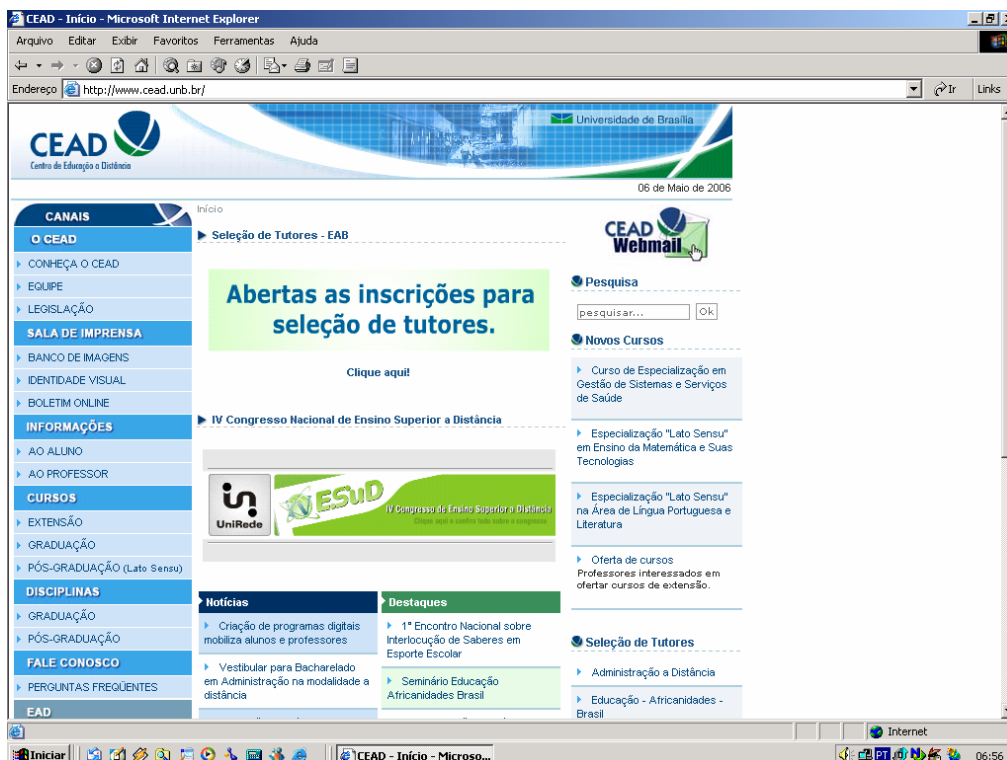 CEAD - Início - Microsoft Internet Explorer
Arquivo Editar Exibir Favoritos Ferramentas Ajuda
Endereço http://www.cead.unb.br/ Ir Links
CEAD
Centro de Educação a Distância
Universidade de Brasília
06 de Maio de 2006
CANAIS
O CEAD
CONHEÇA O CEAD
EQUIPE
LEGISLAÇÃO
SALA DE IMPRENSA
BANCO DE IMAGENS
IDENTIDADE VISUAL
BOLETIM ONLINE
INFORMAÇÕES
AO ALUNO
AO PROFESSOR
CURSOS
EXTENSÃO
GRADUAÇÃO
PÓS-GRADUAÇÃO (Lato Sensu)
DISCIPLINAS
GRADUAÇÃO
PÓS-GRADUAÇÃO
FALE CONOSCO
PERGUNTAS FREQÜENTES
EAD
Início
Seleção de Tutores - EAB
Abertas as inscrições para
seleção de tutores.
Clique aqui!
IV Congresso Nacional de Ensino Superior a Distância
UniRede
ESuD
IV Congresso de Ensino Superior a Distância
Clique aqui e confira tudo sobre o congresso
Notícias
Criação de programas digitais
mobiliza alunos e professores
Vestibular para Bacharelado
em Administração na modalidade a
distância
Destaques
1° Encontro Nacional sobre
Interlocução de Saberes em
Esporte Escolar
Seminário Educação
Africanidades Brasil
CEAD
Webmail
Pesquisa
pesquisar... Ok
Novos Cursos
Curso de Especialização em
Gestão de Sistemas e Serviços
de Saúde
Especialização "Lato Sensu"
em Ensino da Matemática e Suas
Tecnologias
Especialização "Lato Sensu"
na Área de Língua Portuguesa e
Literatura
Oferta de cursos
Professores interessados em
ofertar cursos de extensão.
Seleção de Tutores
Administração a Distância
Educação - Africanidades -
Brasil
Internet
Iniciar CEAD - Início - Microso... PT 06:56